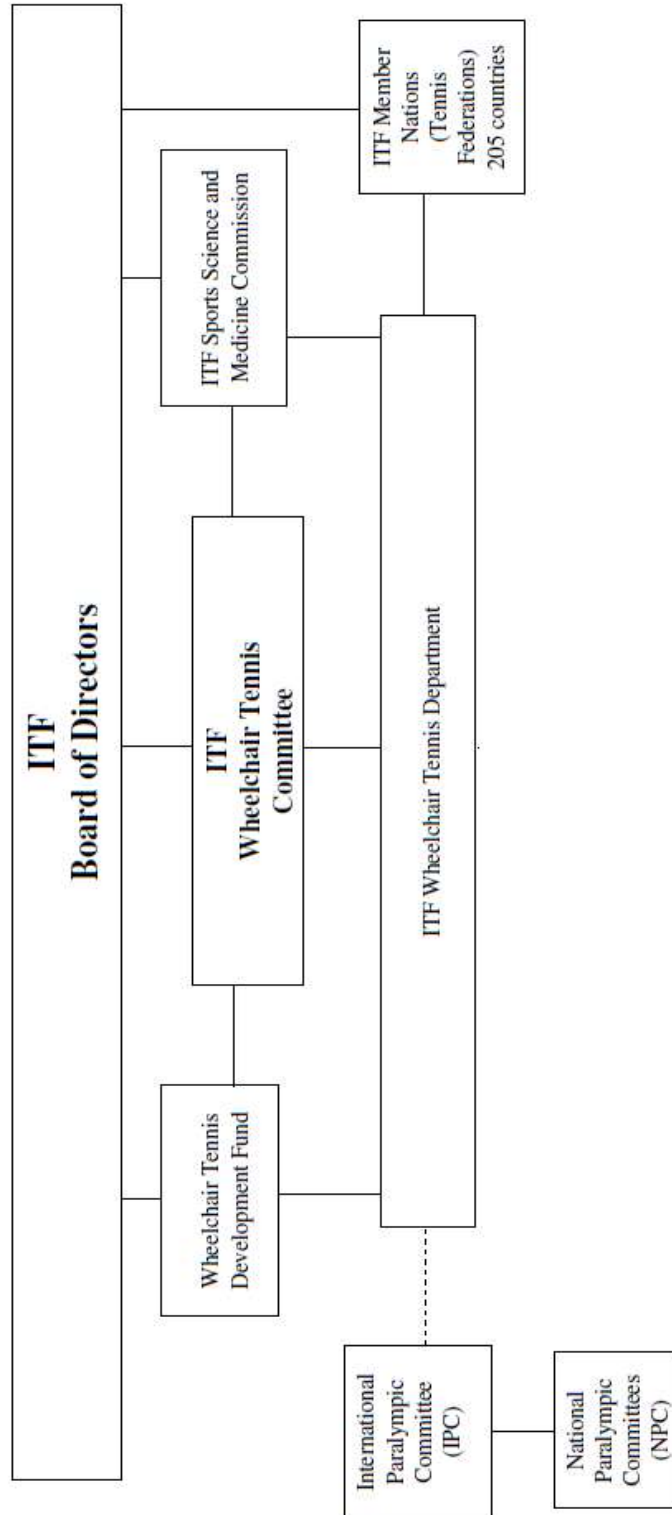 ITF
Board of Directors
Wheelchair Tennis
Development Fund
ITF
Wheelchair Tennis
Committee
ITF Sports Science and
Medicine Commission
International
Paralympic
Committee
(IPC)
ITF Wheelchair Tennis Department
ITF Member
Nations
(Tennis
Federations)
205 countries
National
Paralympic
Committees
(NPC)